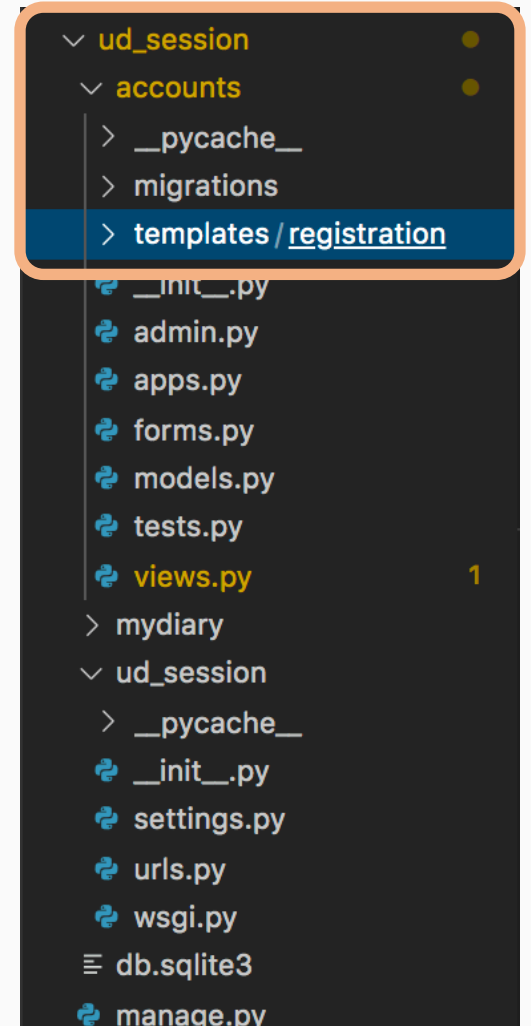 ud_session
accounts
__pycache__
migrations
templates / registration
__init__.py
admin.py
apps.py
forms.py
models.py
tests.py
views.py 1
mydiary
ud_session
__pycache__
__init__.py
settings.py
urls.py
wsgi.py
db.sqlite3
manage.py